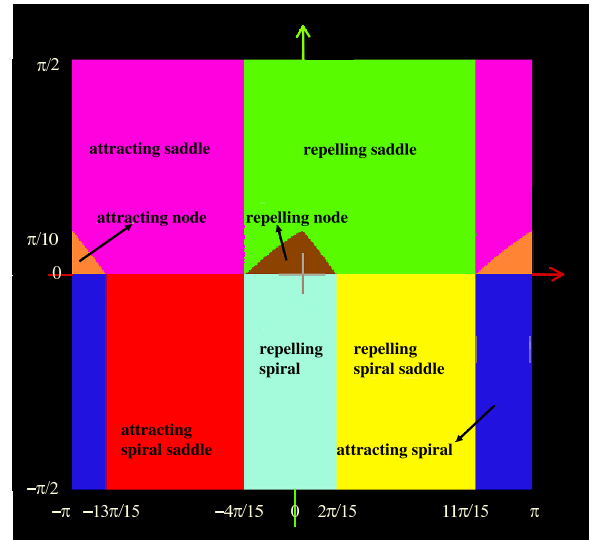 π/2
attracting saddle
repelling saddle
attracting node
repelling node
π/10
0
repelling
spiral
repelling
spiral saddle
attracting
spiral saddle
attracting spiral
−π/2
−π −13π/15 −4π/15 0 2π/15 11π/15 π